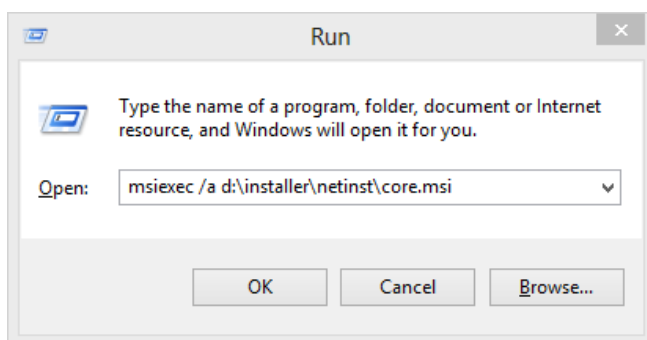 Run
Type the name of a program, folder, document or Internet
resource, and Windows will open it for you.
Open: msiexec /a d:\installer\netinst\core.msi
OK Cancel Browse...